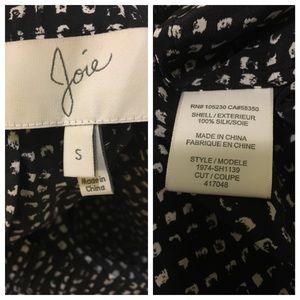 Joie
S
Made in
China
RN# 105230 CA#58350
SHELL / EXTERIEUR
100% SILK/SOIE
MADE IN CHINA
FABRIQUE EN CHINE
STYLE / MODELE
1974-SH1139
CUT / COUPE
417048